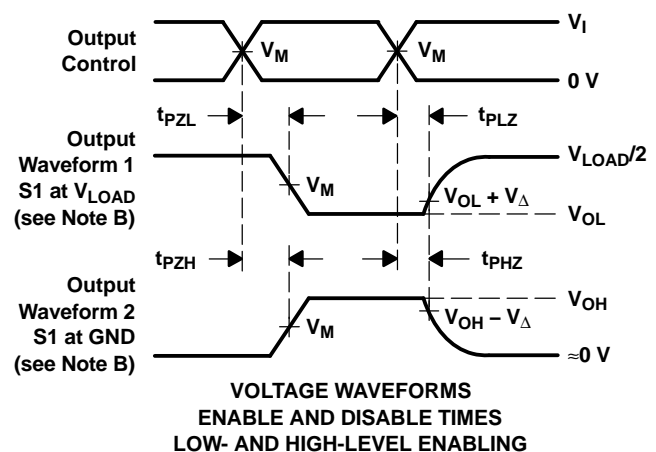 Output
Control
V_M
V_M
V_I
0 V
t_PZL
t_PLZ
Output
Waveform 1
S1 at V_LOAD
(see Note B)
V_M
V_LOAD/2
V_OL + V_Δ
V_OL
t_PZH
t_PHZ
Output
Waveform 2
S1 at GND
(see Note B)
V_M
V_OH
V_OH – V_Δ
≈0 V
VOLTAGE WAVEFORMS
ENABLE AND DISABLE TIMES
LOW- AND HIGH-LEVEL ENABLING